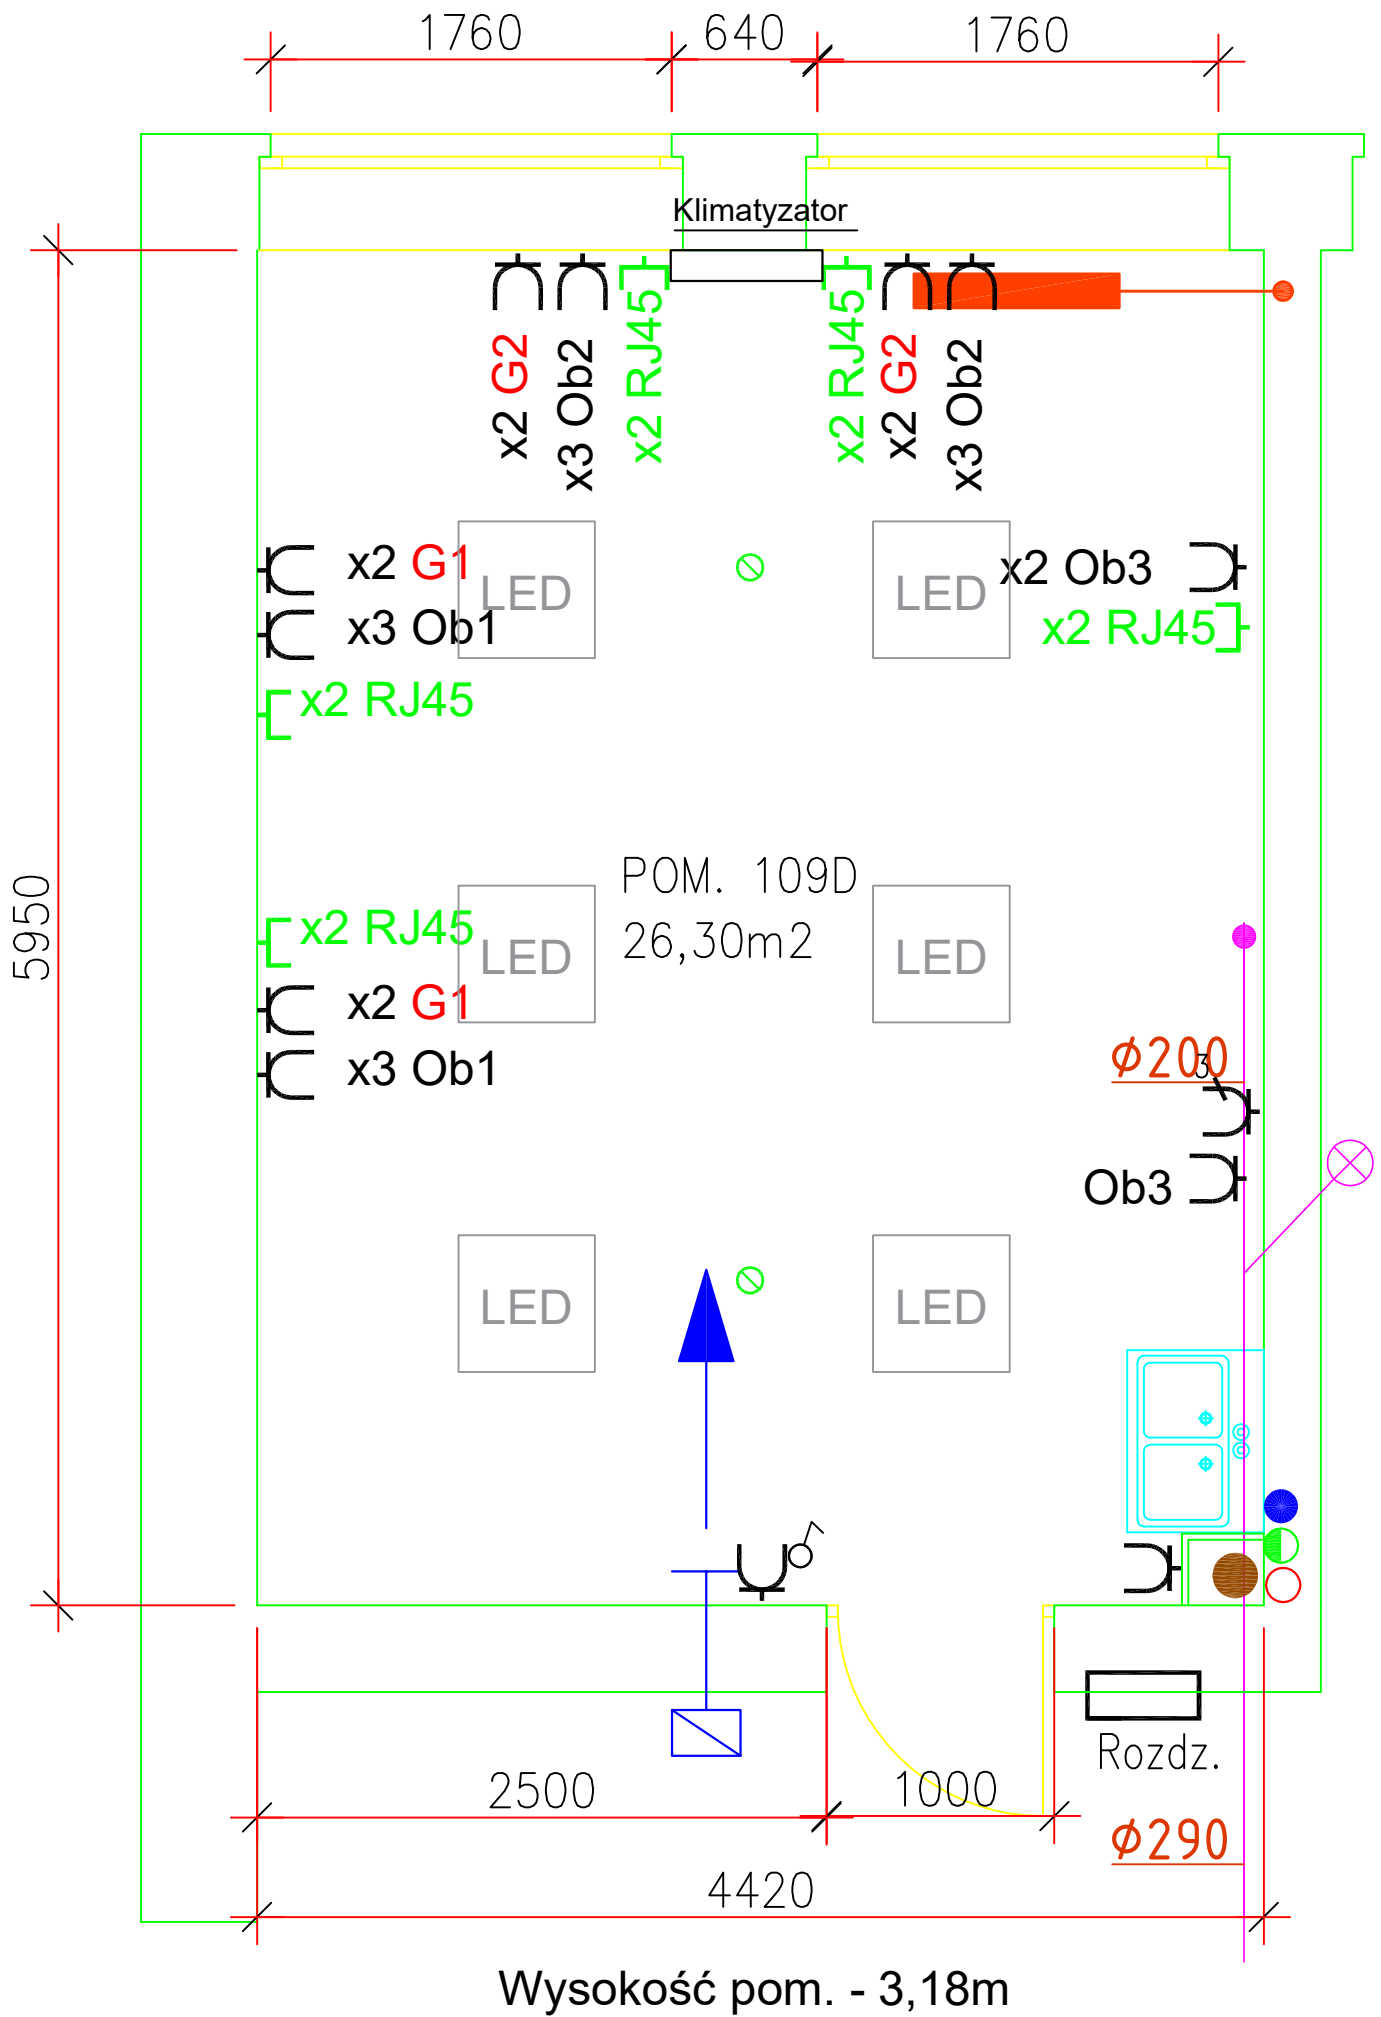 1760 640 1760
Klimatyzator
x2 G2
x3 Ob2
x2 RJ45
x2 RJ45
x2 G2
x3 Ob2
x2 G1
LED
LED
x2 Ob3
x3 Ob1
x2 RJ45
x2 RJ45
5950
POM. 109D
26,30m2
x2 RJ45
LED
LED
x2 G1
x3 Ob1
ϕ200
3
Ob3
LED
LED
Rozdz.
2500
1000
ϕ290
4420
Wysokość pom. - 3,18m